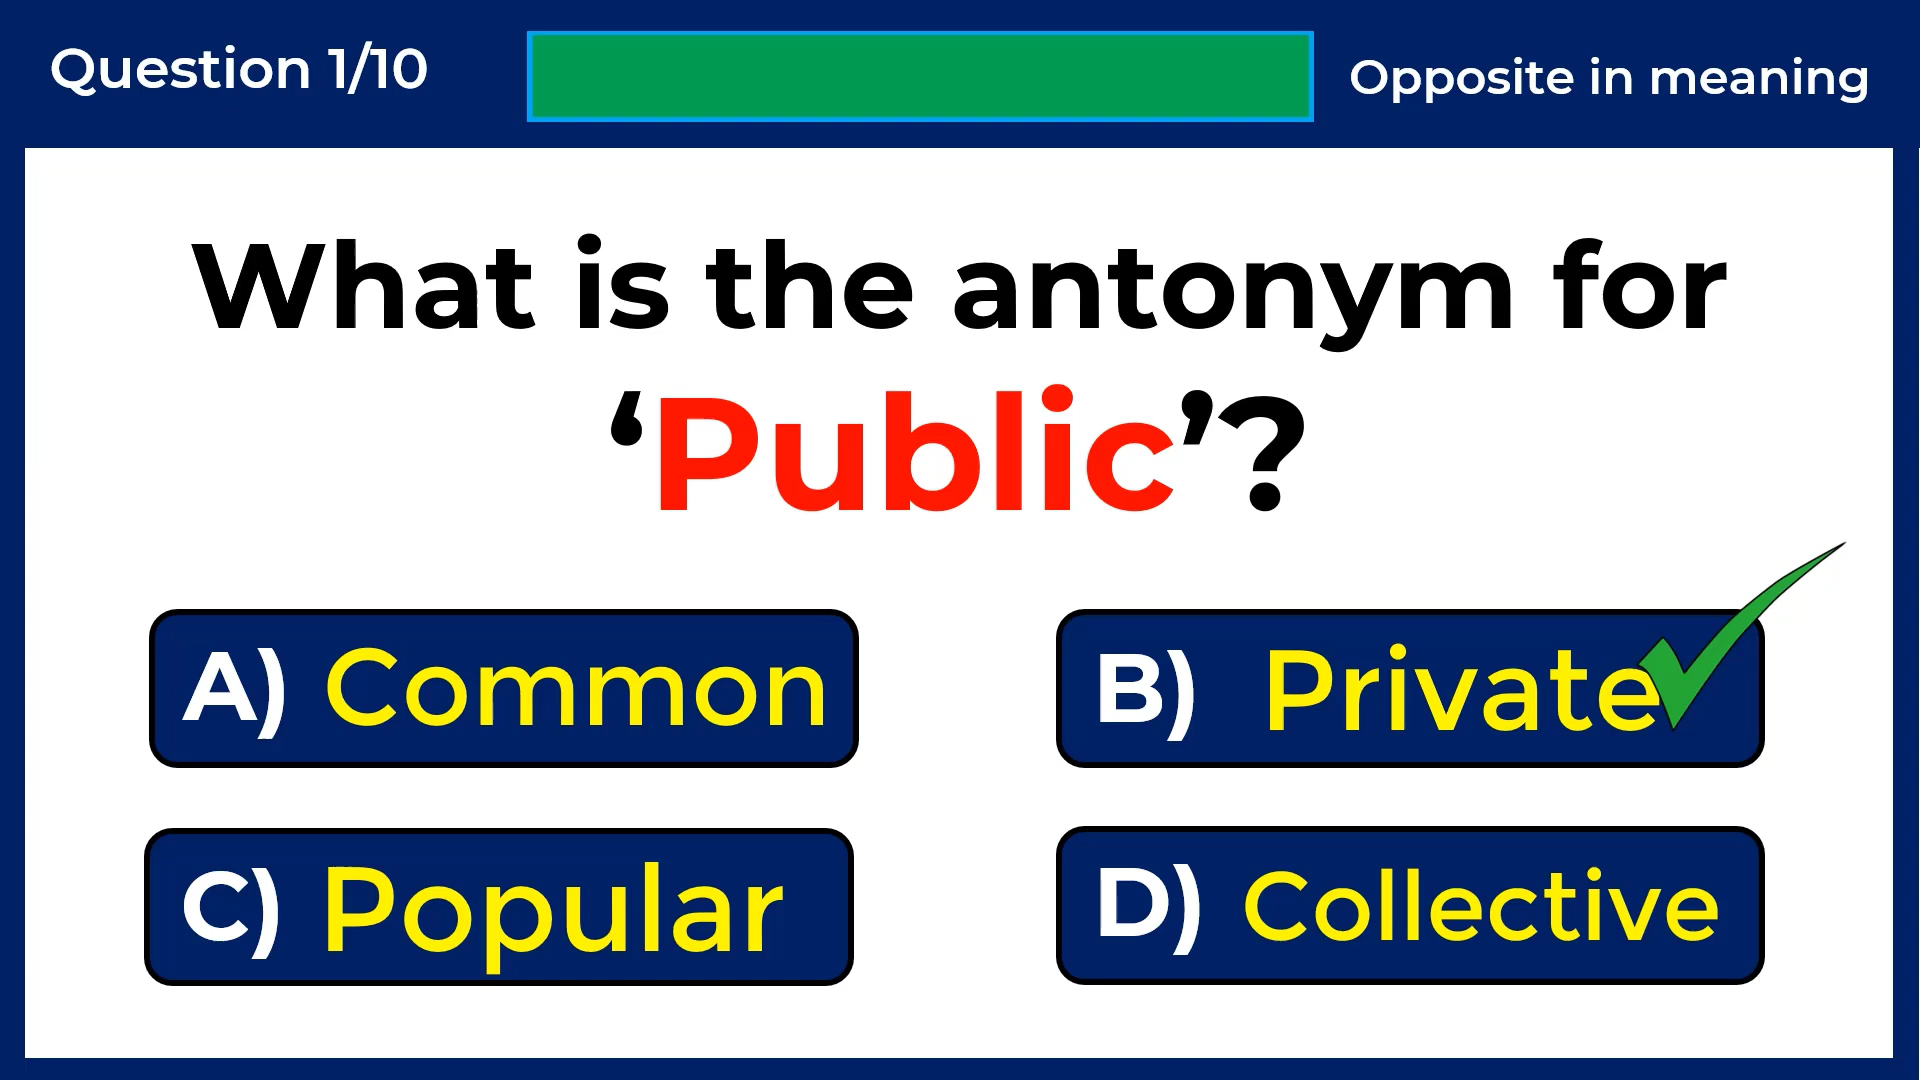 Question 1/10
Opposite in meaning
What is the antonym for
‘Public’?
A) Common
B) Private
C) Popular
D) Collective